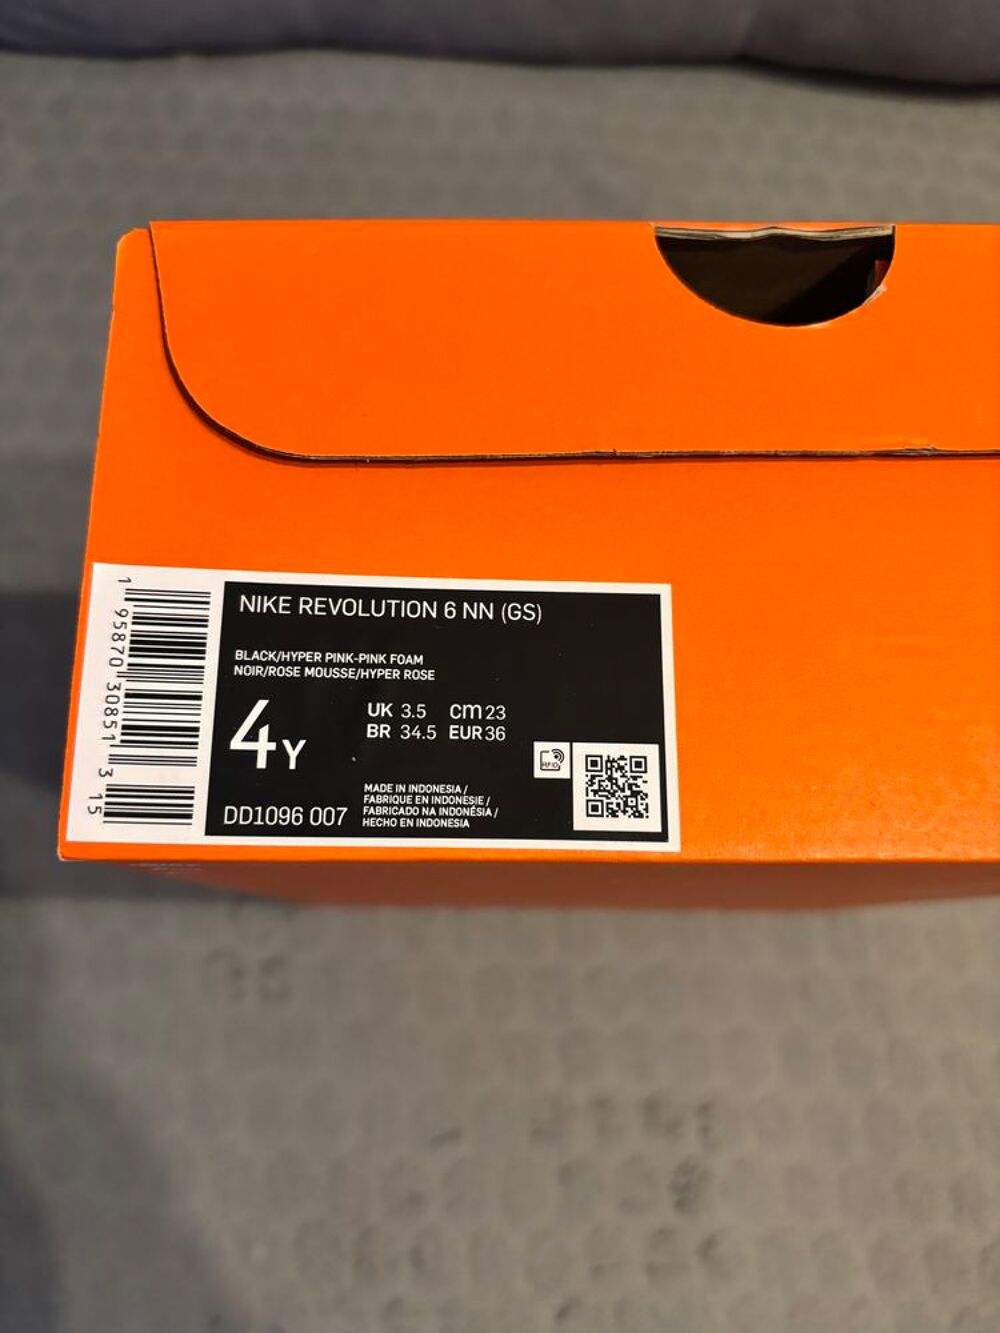 NIKE REVOLUTION 6 NN (GS)
BLACK/HYPER PINK-PINK FOAM
NOIR/ROSE MOUSSE/HYPER ROSE
4Y
UK 3.5 cm 23
BR 34.5 EUR 36
RFID
MADE IN INDONESIA /
FABRIQUE EN INDONESIE /
FABRICADO NA INDONÉSIA /
HECHO EN INDONESIA
DD1096 007
1 95870 30851 3 15